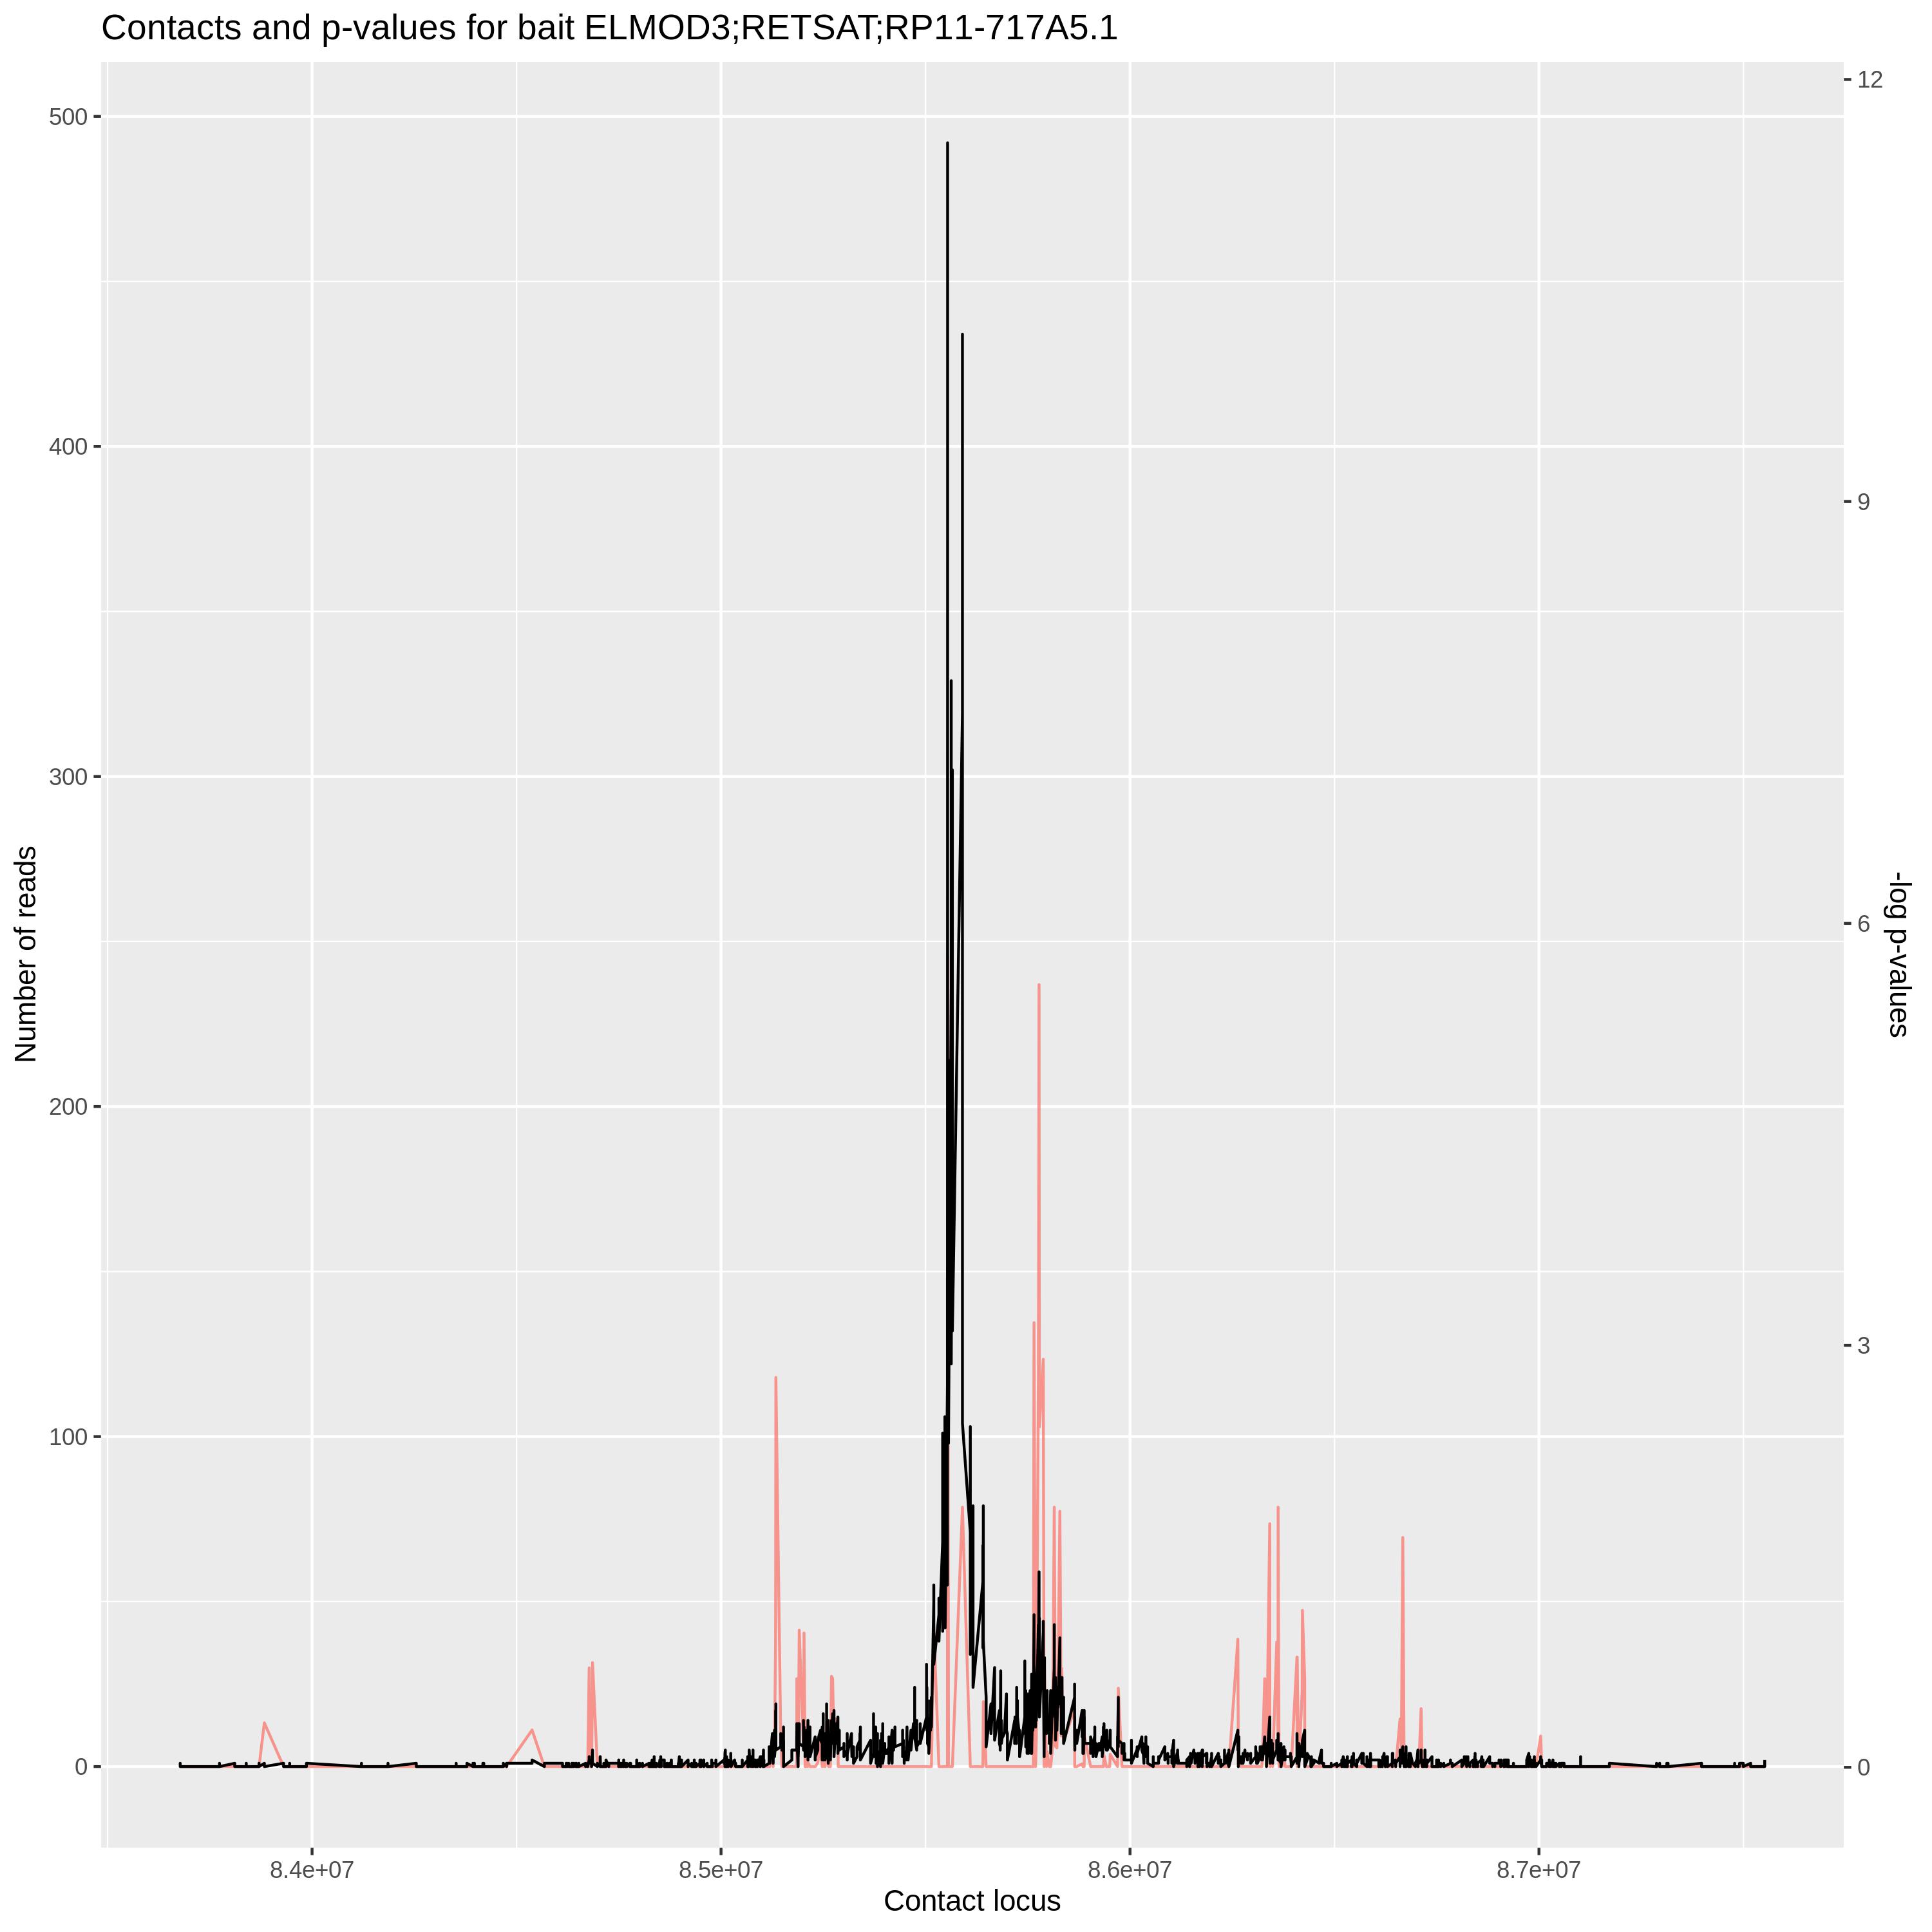 Contacts and p-values for bait ELMOD3;RETSAT;RP11-717A5.1
500
400
300
200
100
0
Number of reads
12
9
6
3
0
-log p-values
8.4e+07
8.5e+07
8.6e+07
8.7e+07
Contact locus